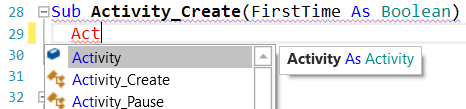 28 Sub Activity_Create(FirstTime As Boolean)
29 Act
30 Activity
Activity As Activity
31 Activity_Create
32 Activity_Pause